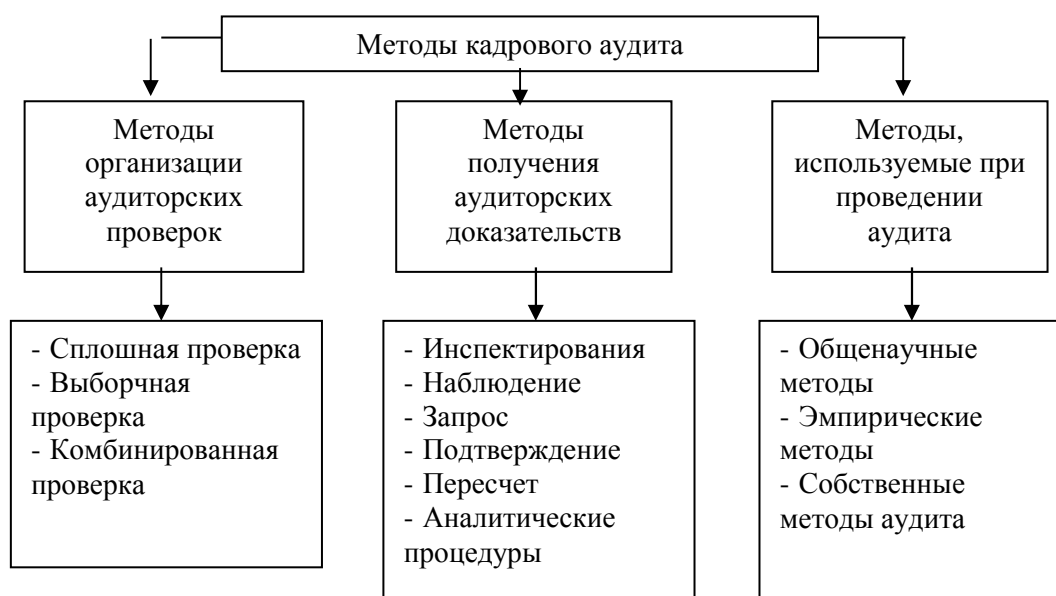 Методы кадрового аудита
Методы
организации
аудиторских
проверок
Методы
получения
аудиторских
доказательств
Методы,
используемые при
проведении
аудита
- Сплошная проверка
- Выборчная
проверка
- Комбинированная
проверка
- Инспектирования
- Наблюдение
- Запрос
- Подтверждение
- Пересчет
- Аналитические
процедуры
- Общенаучные
методы
- Эмпирические
методы
- Собственные
методы аудита